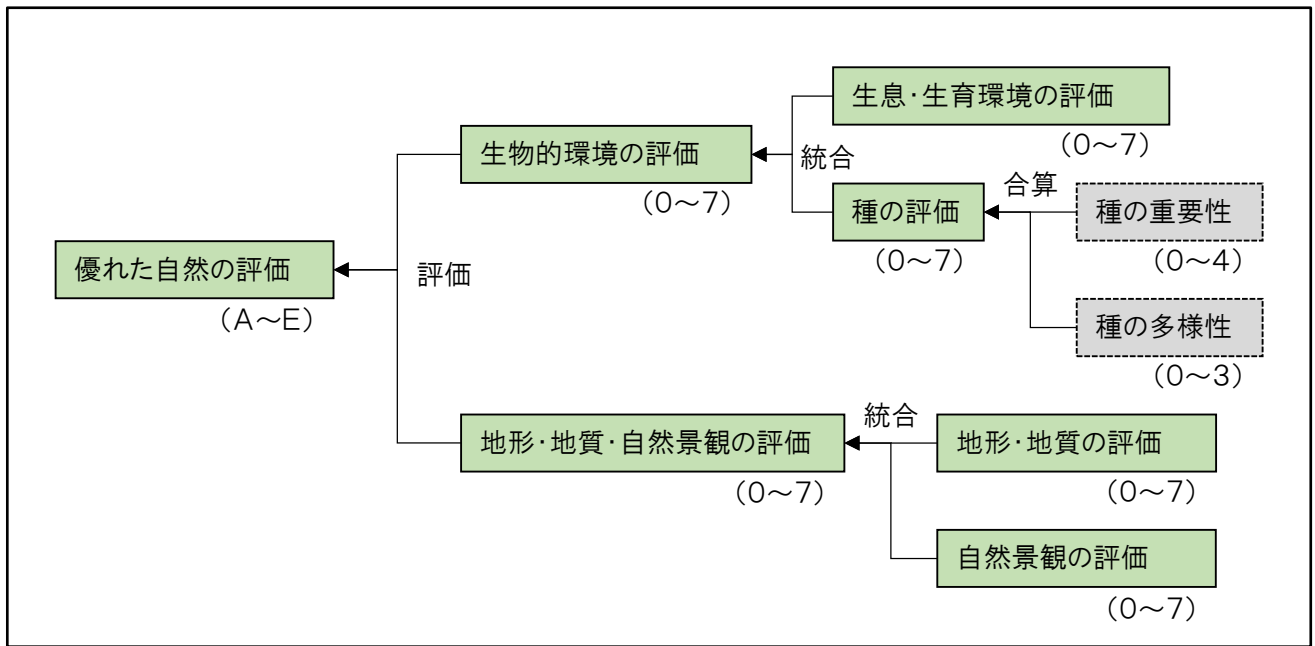 生息・生育環境の評価
(0～7)
生物的環境の評価
(0～7)
統合
種の評価
(0～7)
合算
種の重要性
(0～4)
種の多様性
(0～3)
優れた自然の評価
(A～E)
評価
地形・地質・自然景観の評価
(0～7)
統合
地形・地質の評価
(0～7)
自然景観の評価
(0～7)